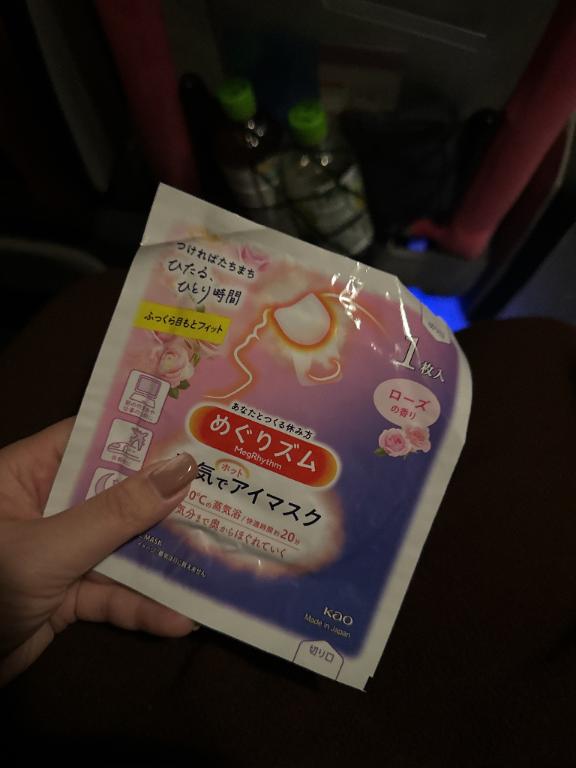 つければたちまち
ひたる、
ひとり時間
ふっくら目もとフィット
切り口
1枚入
ローズ
の香り
あなたとつくる休み方
めぐりズム
MegRhythm
気でホットアイマスク
0℃の蒸気浴/快適時間約20分
気分まで奥からほぐれていく
MASK
Kao
Made in Japan
切り口